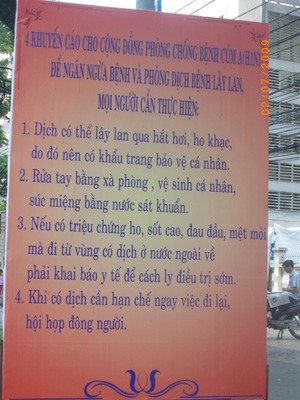 4 KHUYẾN CÁO CHO CỘNG ĐỒNG PHÒNG CHỐNG BỆNH CÚM A(H1N
ĐỂ NGĂN NGỪA BỆNH VÀ PHÒNG DỊCH BỆNH LÂY LAN,
MỌI NGƯỜI CẦN THỰC HIỆN:
1. Dịch có thể lây lan qua hắt hơi, ho khạc,
do đó nên có khẩu trang bảo vệ cá nhân.
2. Rửa tay bằng xà phòng , vệ sinh cá nhân,
súc miệng bằng nước sát khuẩn.
3. Nếu có triệu chứng ho, sốt cao, đau đầu, mệt mỏi
mà đi từ vùng có dịch ở nước ngoài về
phải khai báo y tế để cách ly điều trị sớm.
4. Khi có dịch cần hạn chế ngay việc đi lại,
hội họp đông người.
02/07/2009